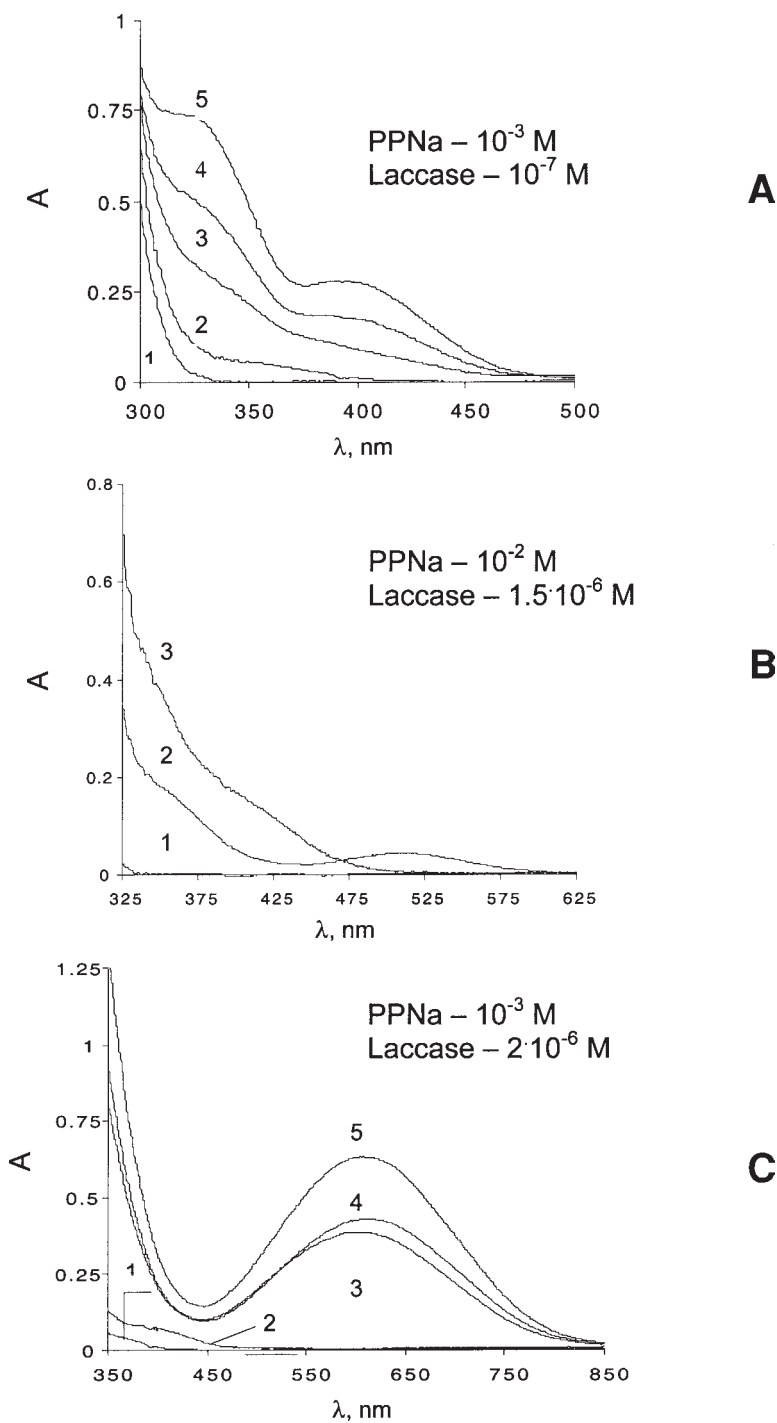 1
5
PPNa – 10⁻³ M
0.75
4
Laccase – 10⁻⁷ M
A
0.5
A
3
0.25
2
1
0
300 350 400 450 500
λ, nm
0.8
PPNa – 10⁻² M
Laccase – 1.5·10⁻⁶ M
0.6
3
A
0.4
B
2
0.2
1
0
325 375 425 475 525 575 625
λ, nm
1.25
PPNa – 10⁻³ M
Laccase – 2·10⁻⁶ M
1
0.75
5
A
C
4
0.5
1
0.25
3
2
0
350 450 550 650 750 850
λ, nm